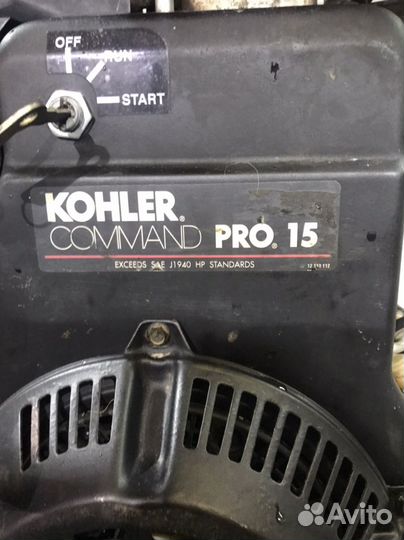 OFF
RUN
START
KOHLER®
COMMAND PRO® 15
EXCEEDS SAE J1940 HP STANDARDS
Avito